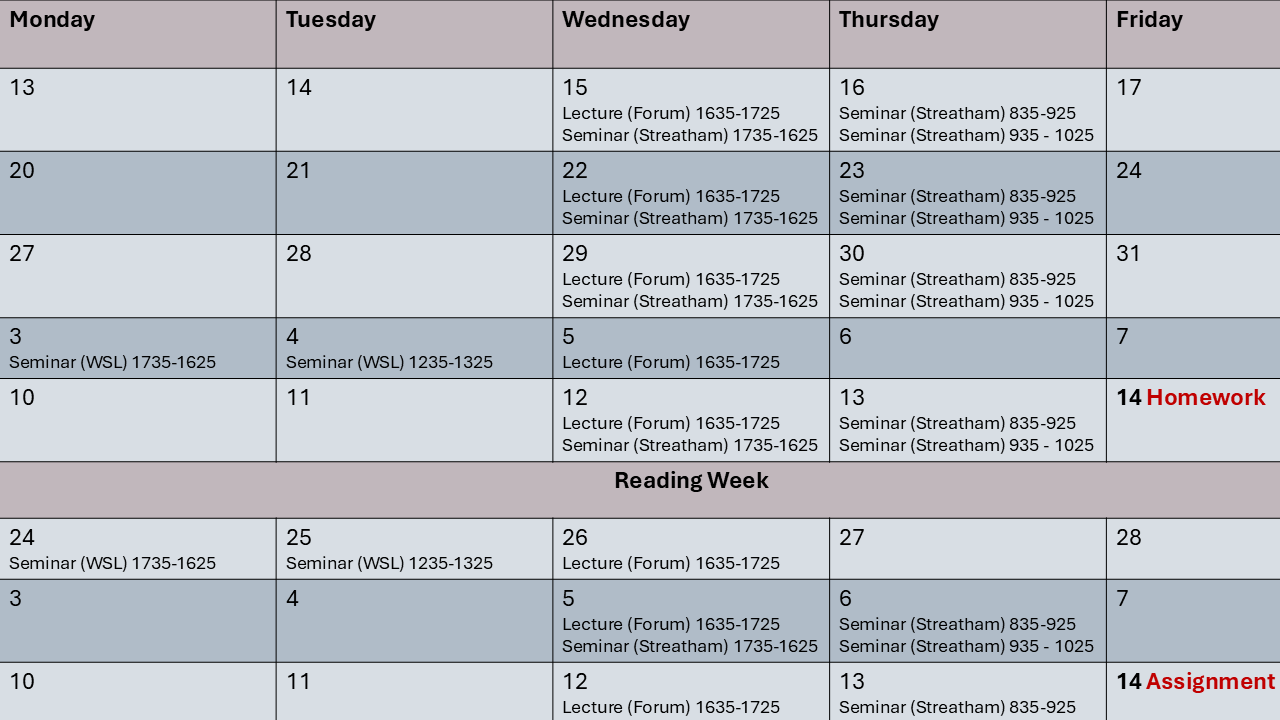 Monday Tuesday Wednesday Thursday Friday
13 14 15 16 17
Lecture (Forum) 1635-1725 Seminar (Streatham) 835-925
Seminar (Streatham) 1735-1625 Seminar (Streatham) 935 - 1025
20 21 22 23 24
Lecture (Forum) 1635-1725 Seminar (Streatham) 835-925
Seminar (Streatham) 1735-1625 Seminar (Streatham) 935 - 1025
27 28 29 30 31
Lecture (Forum) 1635-1725 Seminar (Streatham) 835-925
Seminar (Streatham) 1735-1625 Seminar (Streatham) 935 - 1025
3 4 5 6 7
Seminar (WSL) 1735-1625 Seminar (WSL) 1235-1325 Lecture (Forum) 1635-1725
10 11 12 13 14 Homework
Lecture (Forum) 1635-1725 Seminar (Streatham) 835-925
Seminar (Streatham) 1735-1625 Seminar (Streatham) 935 - 1025
Reading Week
24 25 26 27 28
Seminar (WSL) 1735-1625 Seminar (WSL) 1235-1325 Lecture (Forum) 1635-1725
3 4 5 6 7
Lecture (Forum) 1635-1725 Seminar (Streatham) 835-925
Seminar (Streatham) 1735-1625 Seminar (Streatham) 935 - 1025
10 11 12 13 14 Assignment
Lecture (Forum) 1635-1725 Seminar (Streatham) 835-925